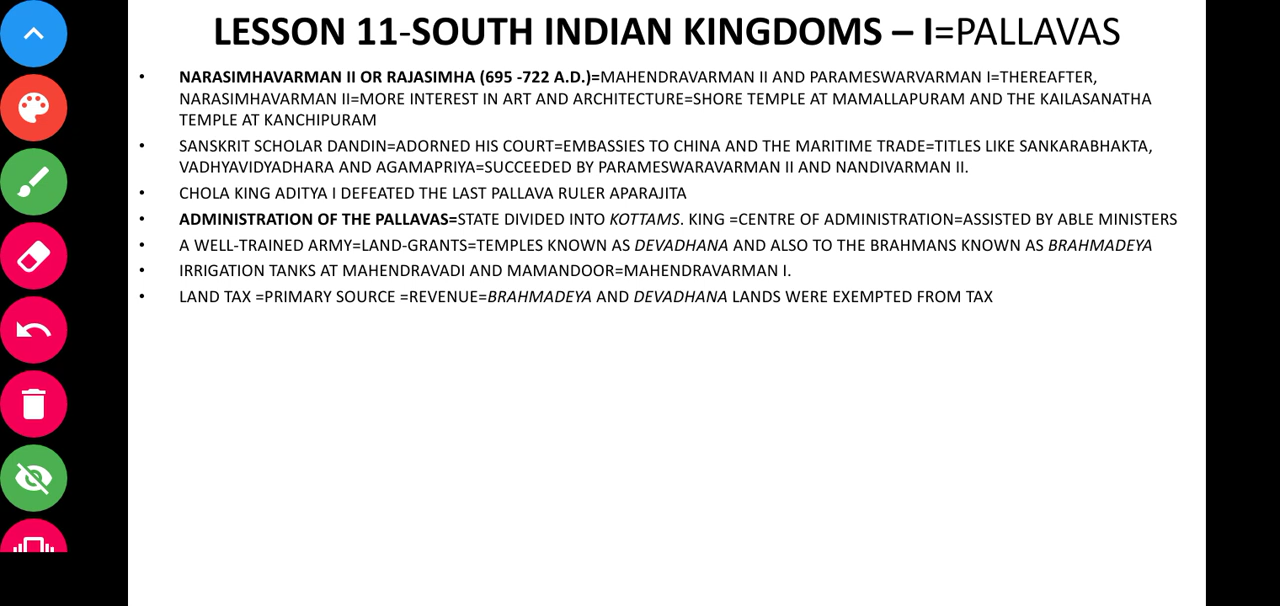 LESSON 11-SOUTH INDIAN KINGDOMS – I=PALLAVAS
• NARASIMHAVARMAN II OR RAJASIMHA (695 -722 A.D.)=MAHENDRAVARMAN II AND PARAMESWARVARMAN I=THEREAFTER,
NARASIMHAVARMAN II=MORE INTEREST IN ART AND ARCHITECTURE=SHORE TEMPLE AT MAMALLAPURAM AND THE KAILASANATHA
TEMPLE AT KANCHIPURAM
• SANSKRIT SCHOLAR DANDIN=ADORNED HIS COURT=EMBASSIES TO CHINA AND THE MARITIME TRADE=TITLES LIKE SANKARABHAKTA,
VADHYAVIDYADHARA AND AGAMAPRIYA=SUCCEEDED BY PARAMESWARAVARMAN II AND NANDIVARMAN II.
• CHOLA KING ADITYA I DEFEATED THE LAST PALLAVA RULER APARAJITA
• ADMINISTRATION OF THE PALLAVAS=STATE DIVIDED INTO KOTTAMS. KING =CENTRE OF ADMINISTRATION=ASSISTED BY ABLE MINISTERS
• A WELL-TRAINED ARMY=LAND-GRANTS=TEMPLES KNOWN AS DEVADHANA AND ALSO TO THE BRAHMANS KNOWN AS BRAHMADEYA
• IRRIGATION TANKS AT MAHENDRAVADI AND MAMANDOOR=MAHENDRAVARMAN I.
• LAND TAX =PRIMARY SOURCE =REVENUE=BRAHMADEYA AND DEVADHANA LANDS WERE EXEMPTED FROM TAX